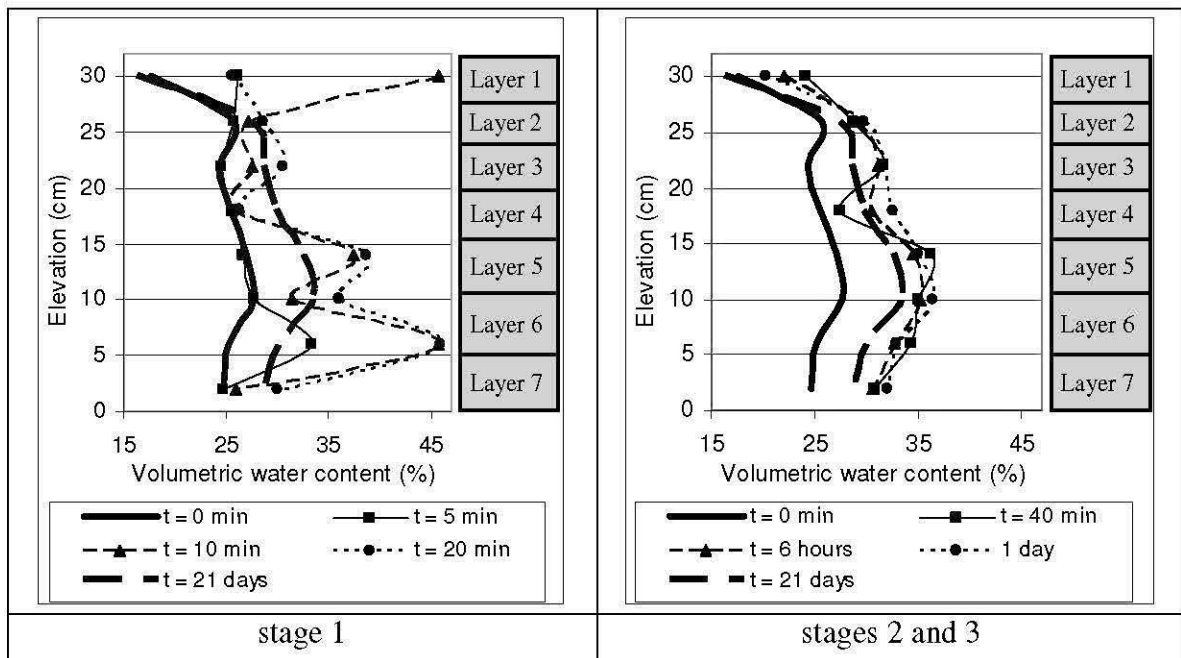 30
25
20
15
10
5
0
Elevation (cm)
15 25 35 45
Volumetric water content (%)
Layer 1
Layer 2
Layer 3
Layer 4
Layer 5
Layer 6
Layer 7
t = 0 min
t = 5 min
t = 10 min
t = 20 min
t = 21 days
stage 1
30
25
20
15
10
5
0
Elevation (cm)
15 25 35 45
Volumetric water content (%)
Layer 1
Layer 2
Layer 3
Layer 4
Layer 5
Layer 6
Layer 7
t = 0 min
t = 40 min
t = 6 hours
1 day
t = 21 days
stages 2 and 3